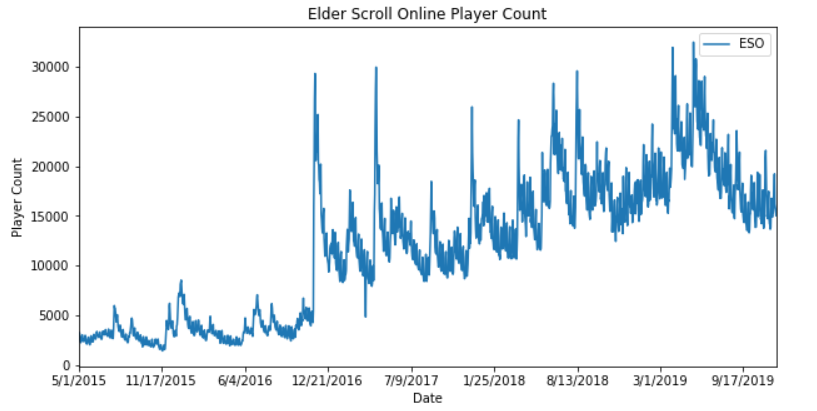 Elder Scroll Online Player Count
ESO
30000
25000
20000
15000
10000
5000
0
Player Count
5/1/2015 11/17/2015 6/4/2016 12/21/2016 7/9/2017 1/25/2018 8/13/2018 3/1/2019 9/17/2019
Date